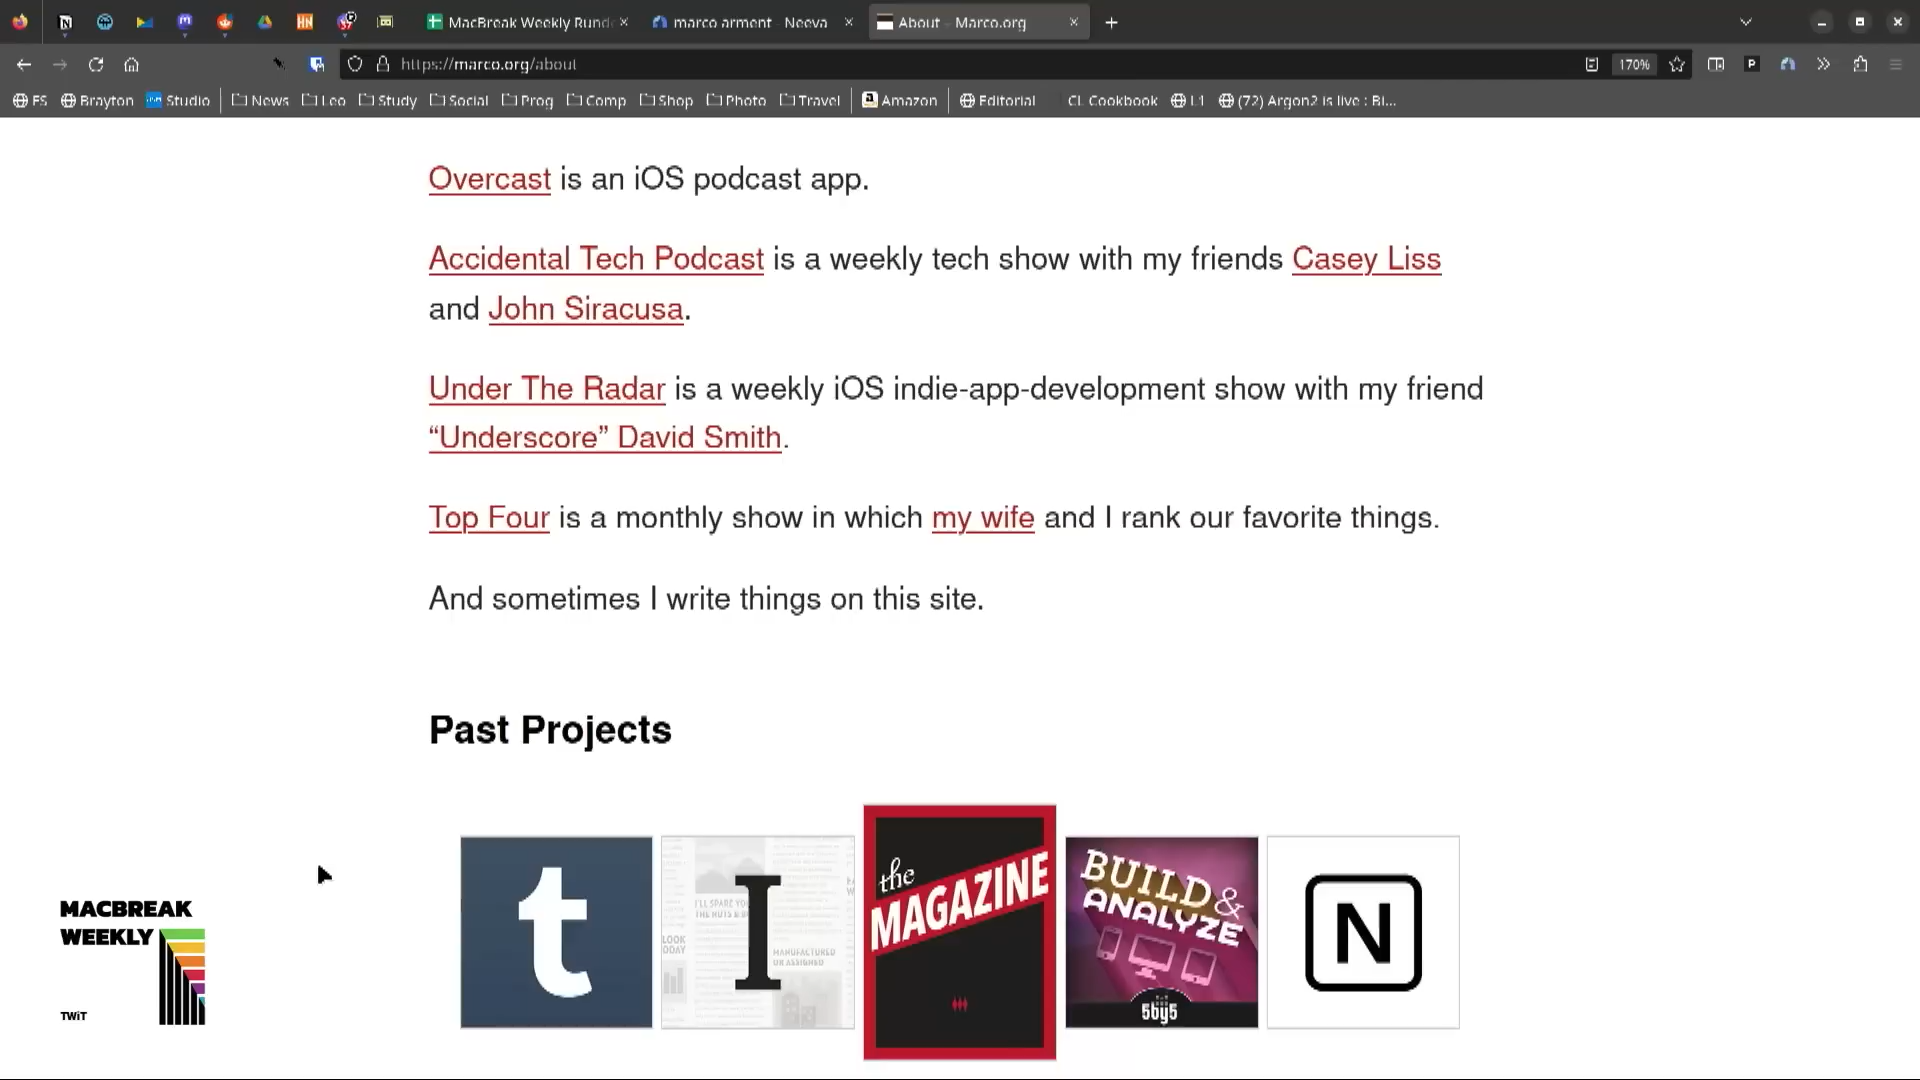 MacBreak Weekly Rund
marco arment - Neeva
About – Marco.org
https://marco.org/about
170%
FS
Brayton
Studio
News
Leo
Study
Social
Prog
Comp
Shop
Photo
Travel
Amazon
Editorial
CL Cookbook
L1
(72) Argon2 is live : Bi...
Overcast is an iOS podcast app.
Accidental Tech Podcast is a weekly tech show with my friends Casey Liss
and John Siracusa.
Under The Radar is a weekly iOS indie-app-development show with my friend
“Underscore” David Smith.
Top Four is a monthly show in which my wife and I rank our favorite things.
And sometimes I write things on this site.
Past Projects
t
I
the
MAGAZINE
BUILD &
ANALYZE
5by5
N
LOOK
TODAY
MANUFACTURED
OR ASSIGNED
MACBREAK
WEEKLY
TWiT